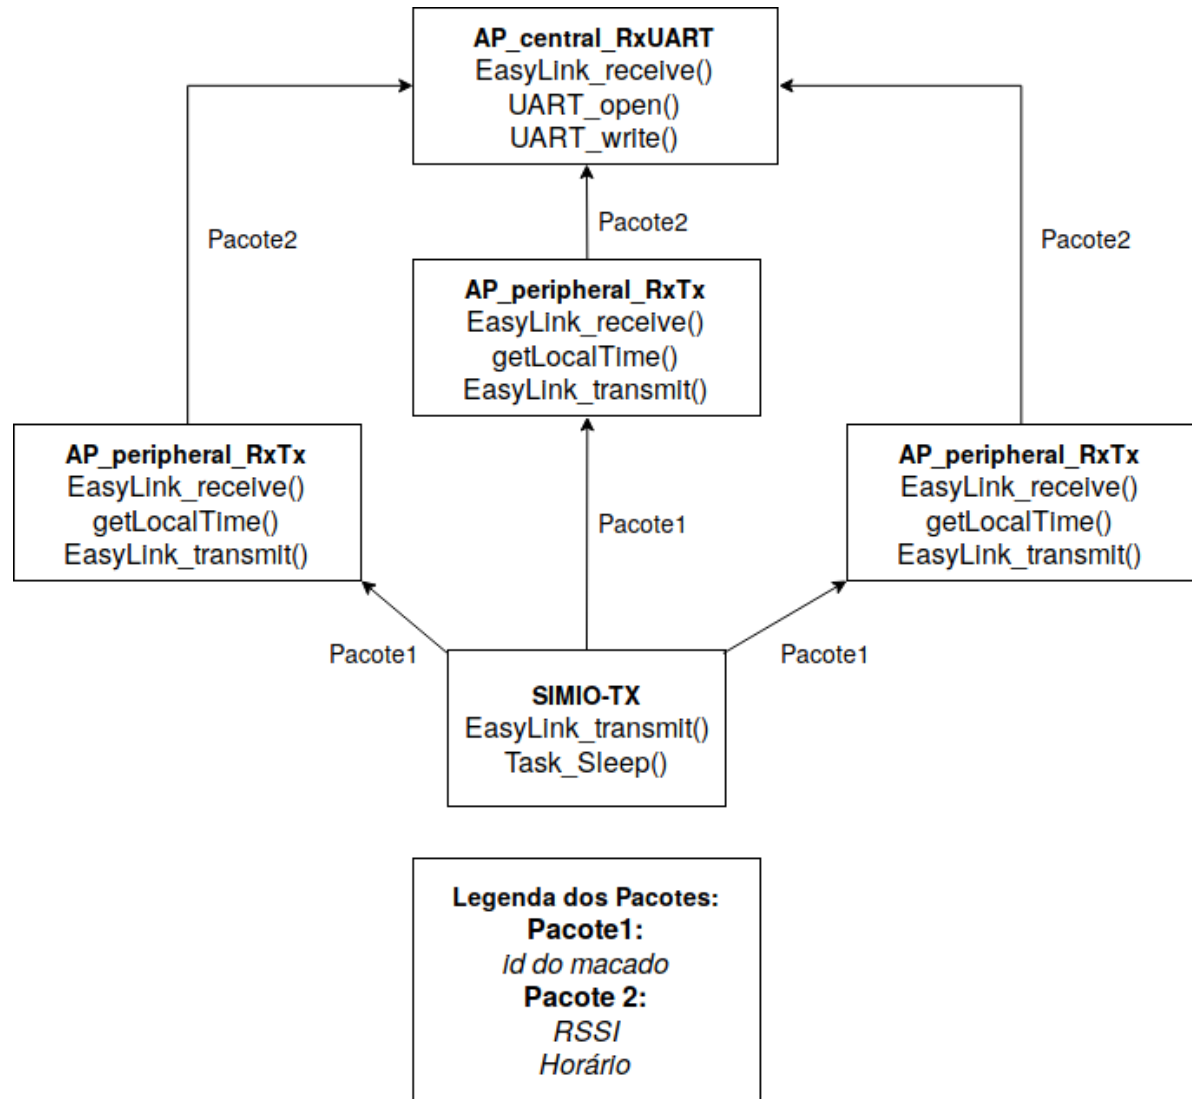 AP_central_RxUART
EasyLink_receive()
UART_open()
UART_write()
Pacote2
Pacote2
Pacote2
AP_peripheral_RxTx
EasyLink_receive()
getLocalTime()
EasyLink_transmit()
AP_peripheral_RxTx
EasyLink_receive()
getLocalTime()
EasyLink_transmit()
AP_peripheral_RxTx
EasyLink_receive()
getLocalTime()
EasyLink_transmit()
Pacote1
Pacote1
Pacote1
SIMIO-TX
EasyLink_transmit()
Task_Sleep()
Legenda dos Pacotes:
Pacote1:
id do macado
Pacote 2:
RSSI
Horário